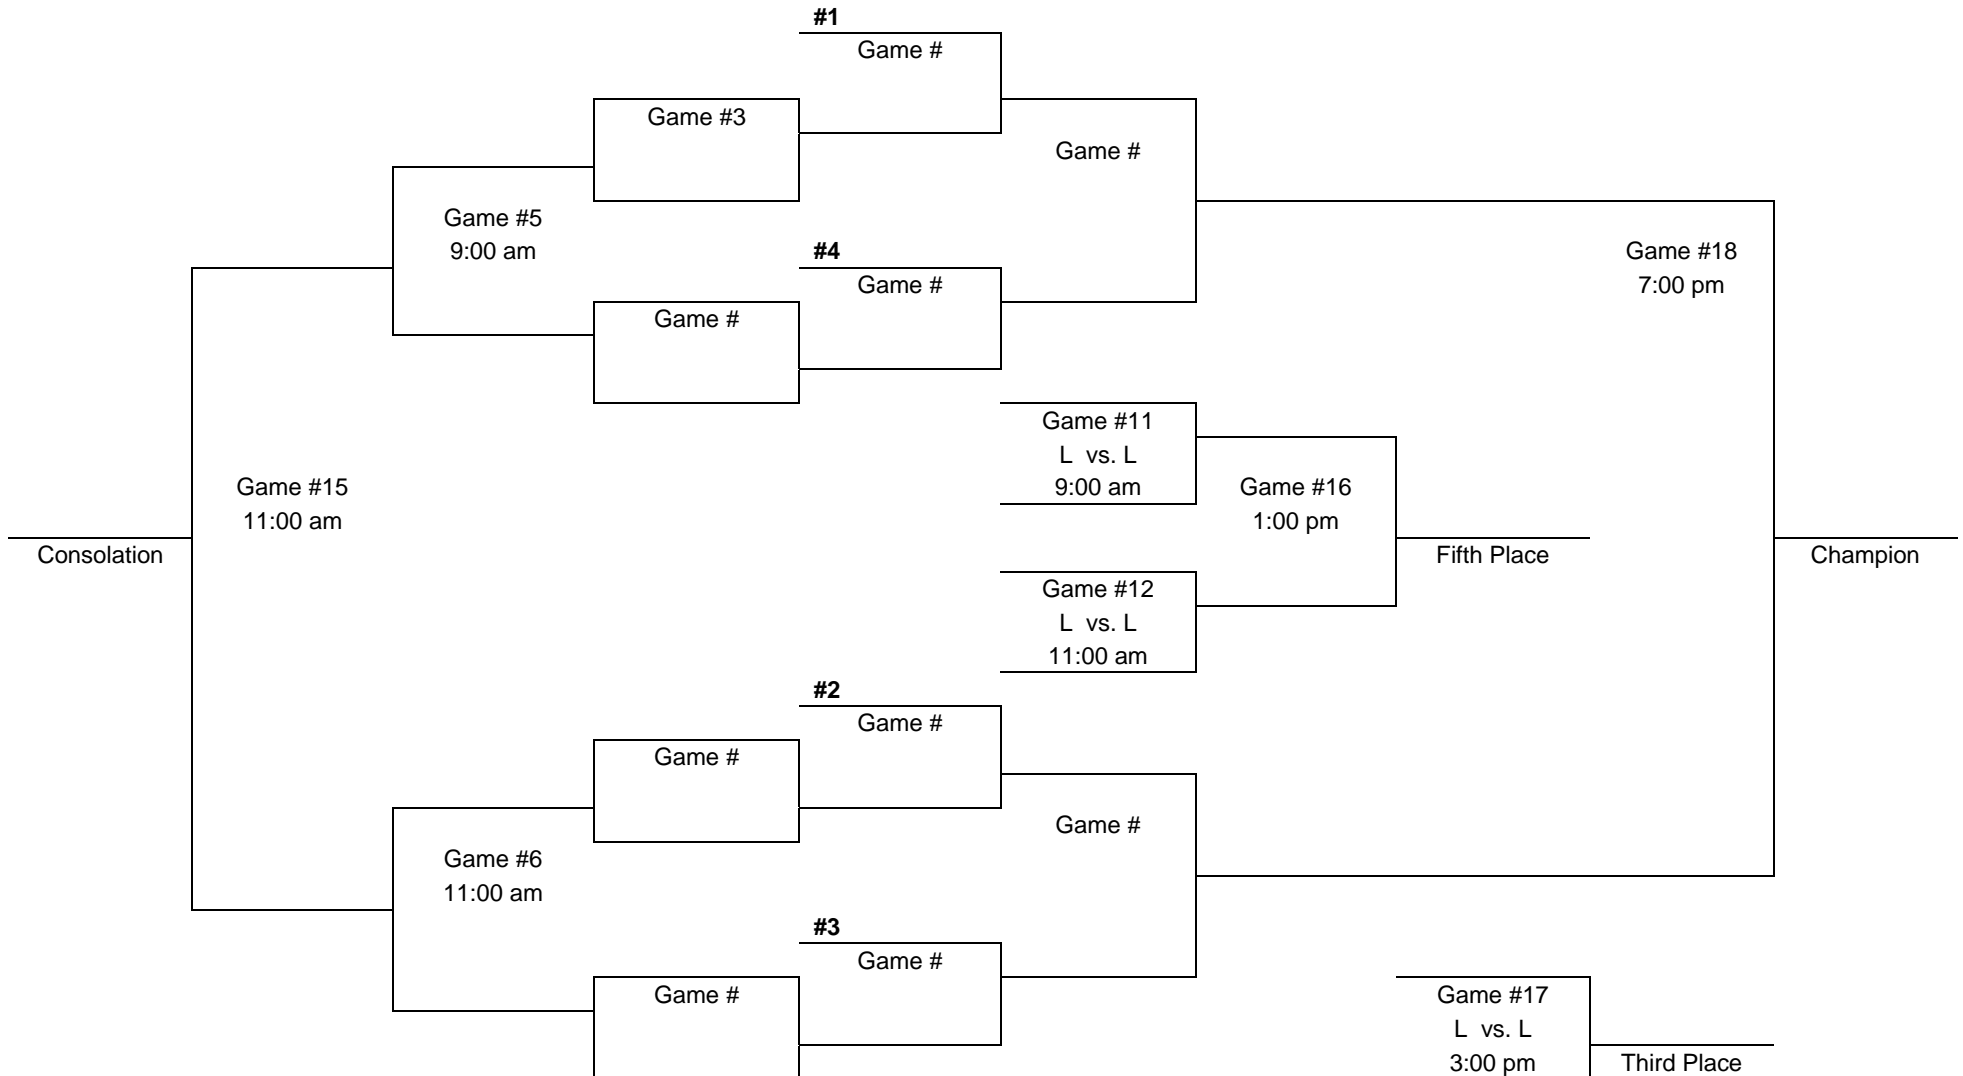 #1
Game #
Game #3
Game #
Game #5
9:00 am
#4
Game #
Game #18
7:00 pm
Game #
Game #11
L vs. L
9:00 am
Game #15
11:00 am
Game #16
1:00 pm
Consolation
Fifth Place
Champion
Game #12
L vs. L
11:00 am
#2
Game #
Game #
Game #
Game #6
11:00 am
#3
Game #
Game #
Game #17
L vs. L
3:00 pm
Third Place